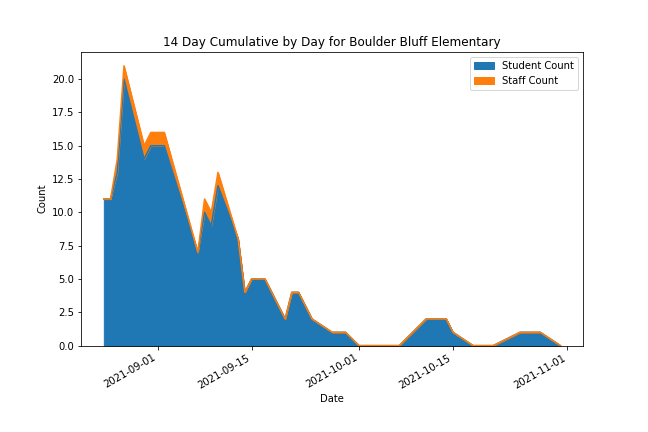 14 Day Cumulative by Day for Boulder Bluff Elementary
Student Count
Staff Count
Count
20.0
17.5
15.0
12.5
10.0
7.5
5.0
2.5
0.0
2021-09-01
2021-09-15
2021-10-01
2021-10-15
2021-11-01
Date